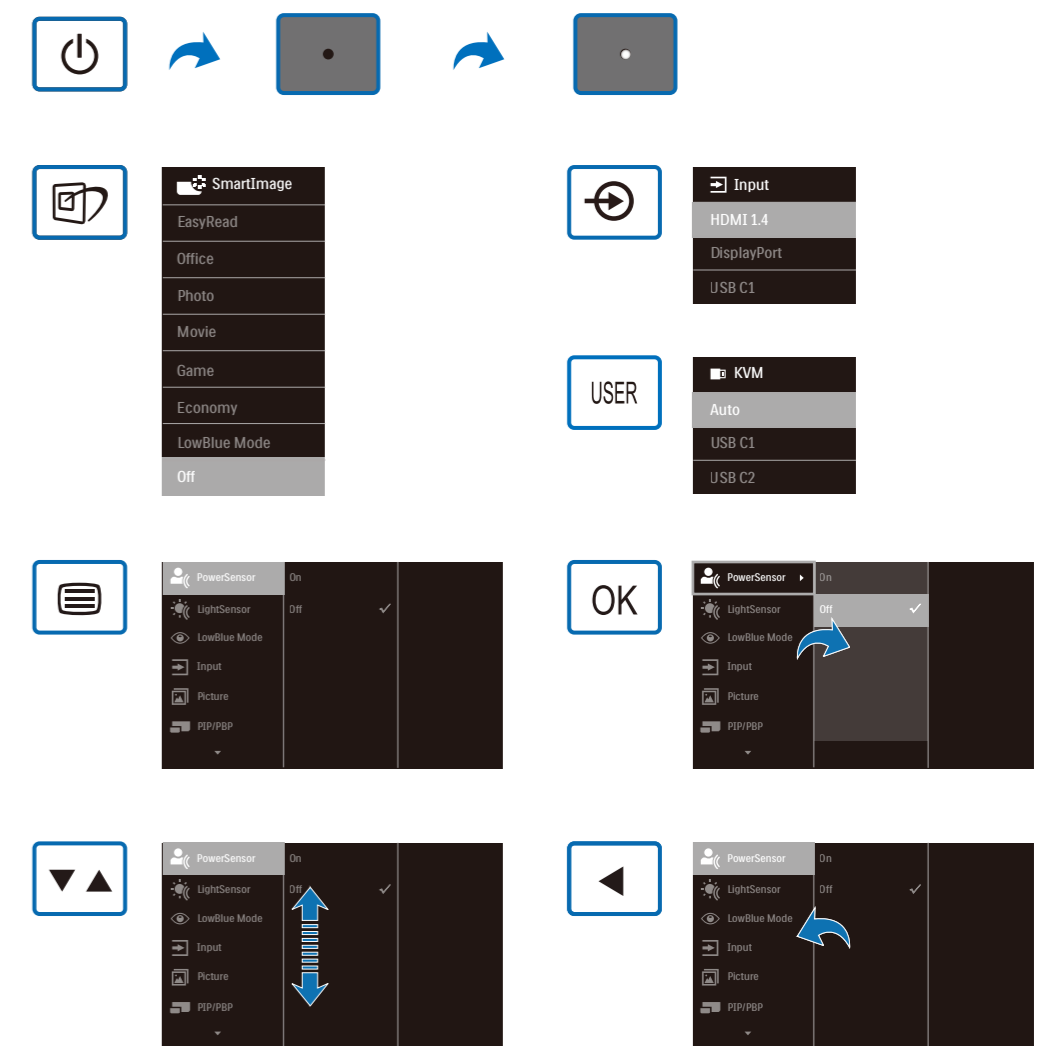 SmartImage
EasyRead
Office
Photo
Movie
Game
Economy
LowBlue Mode
Off
Input
HDMI 1.4
DisplayPort
USB C1
USER
KVM
Auto
USB C1
USB C2
PowerSensor On
LightSensor Off
LowBlue Mode
Input
Picture
PIP/PBP
OK
PowerSensor On
LightSensor Off
LowBlue Mode
Input
Picture
PIP/PBP
PowerSensor On
LightSensor Off
LowBlue Mode
Input
Picture
PIP/PBP
PowerSensor On
LightSensor Off
LowBlue Mode
Input
Picture
PIP/PBP